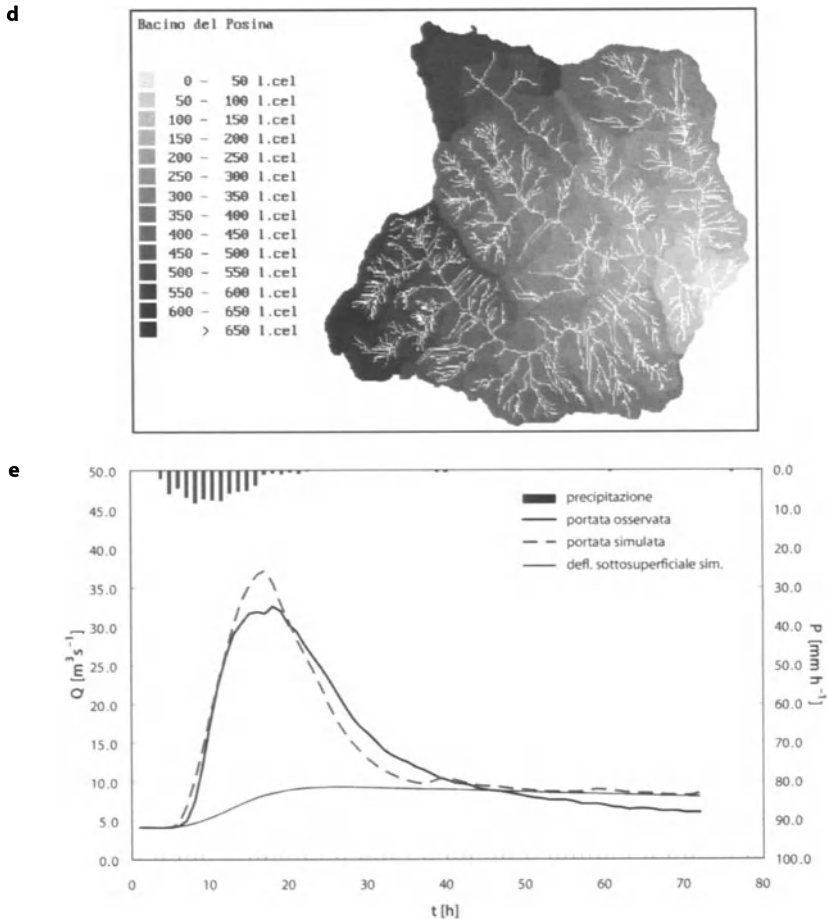 d
Bacino del Posina
0 - 50 l.cel
50 - 100 l.cel
100 - 150 l.cel
150 - 200 l.cel
200 - 250 l.cel
250 - 300 l.cel
300 - 350 l.cel
350 - 400 l.cel
400 - 450 l.cel
450 - 500 l.cel
500 - 550 l.cel
550 - 600 l.cel
600 - 650 l.cel
> 650 l.cel
e
50.0
45.0
40.0
35.0
30.0
25.0
20.0
15.0
10.0
5.0
0.0
Q [m³ s⁻¹]
precipitazione
portata osservata
portata simulata
defl. sottosuperficiale sim.
0.0
10.0
20.0
30.0
40.0
50.0
60.0
70.0
80.0
90.0
100.0
P [mm h⁻¹]
0 10 20 30 40 50 60 70 80
t [h]